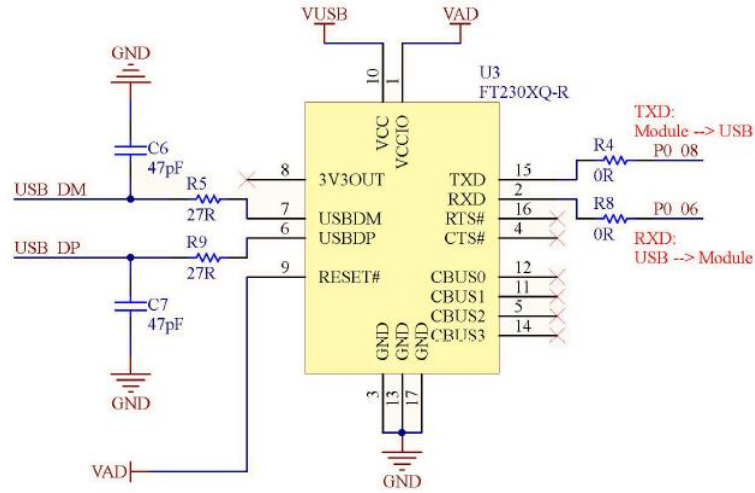 VUSB
VAD
GND
10
1
U3
FT230XQ-R
VCC
VCCIO
TXD:
Module --> USB
C6
47pF
8
3V3OUT
TXD
15
R4
P0_08
0R
USB_DM
R5
27R
7
USBDM
RXD
2
R8
P0_06
0R
RTS#
16
USB_DP
R9
27R
6
USBDP
CTS#
4
RXD:
USB --> Module
9
RESET#
CBUS0
12
CBUS1
11
CBUS2
5
CBUS3
14
C7
47pF
GND
GND
GND
GND
3
13
17
VAD
GND